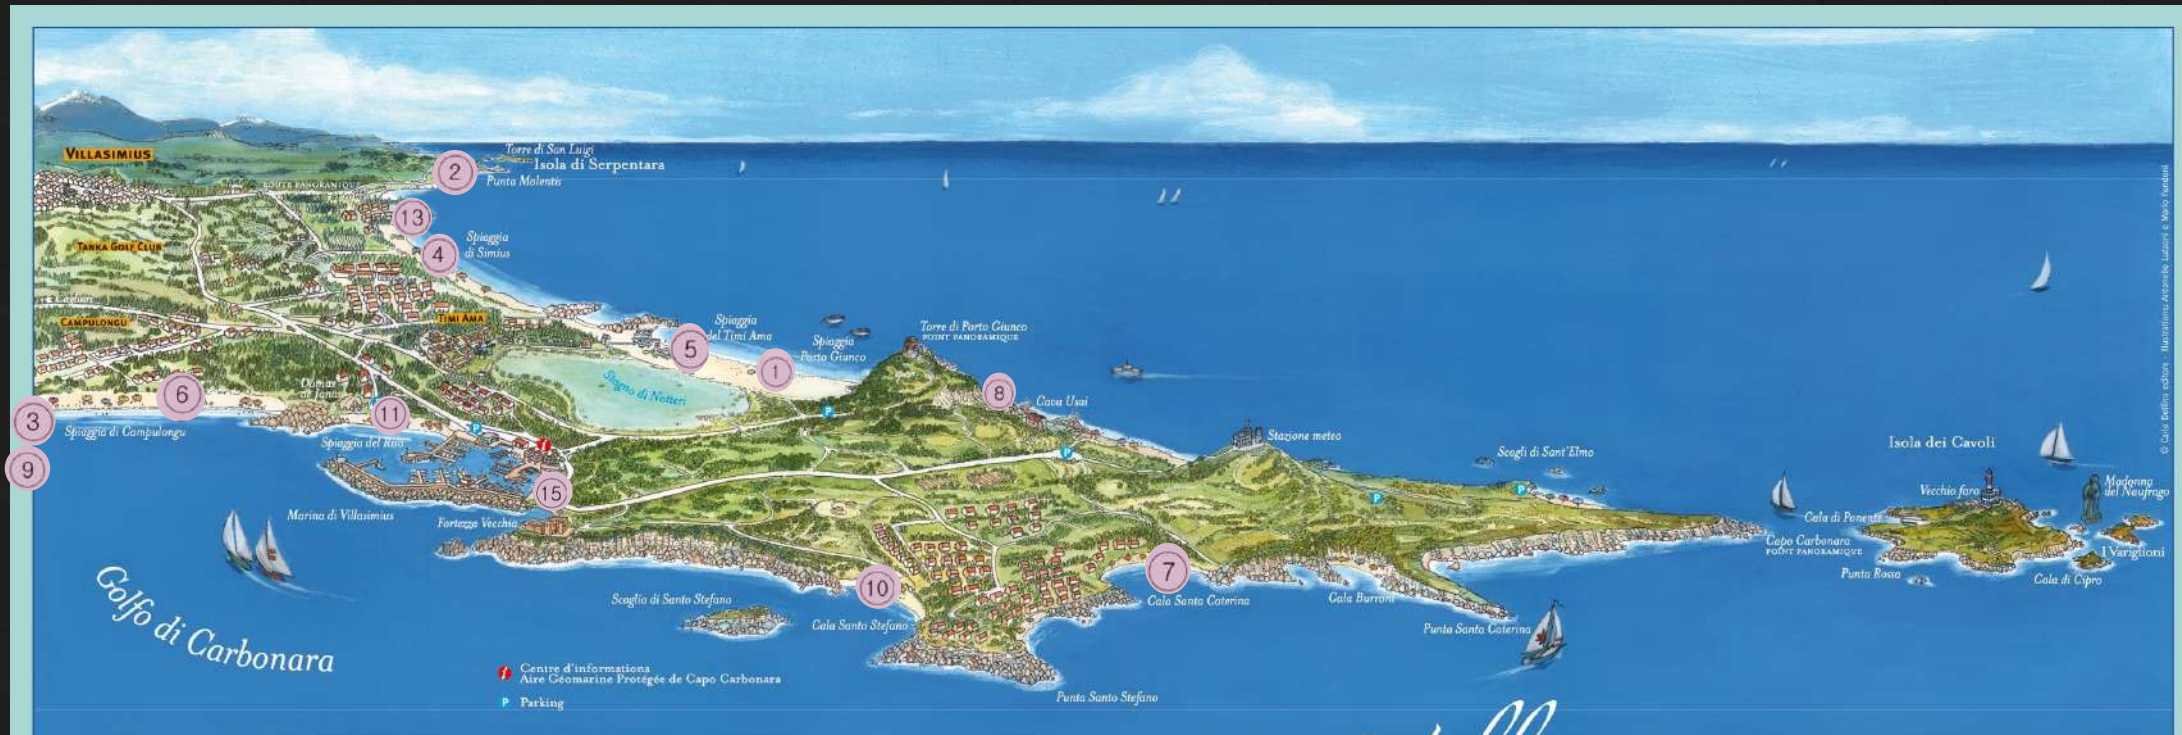 VILLASIMIUS
Torre di San Luigi
Isola di Serpentara
Punta Molentis
2
ROUTE PANORAMIQUE
13
TANKA GOLF CLUB
Spiaggia
di Simius
4
Cagliari
CAMPULONGU
TIMI AMA
Spiaggia
del Timi Ama
5
Spiaggia
Porto Giunco
1
Torre di Porto Giunco
POINT PANORAMIQUE
Stagno di Notteri
Domus
de Janas
6
11
3
Spiaggia di Campulongu
Spiaggia del Riso
P
i
P
8
Cava Usai
P
Stazione meteo
Scogli di Sant'Elmo
P
P
9
15
Marina di Villasimius
Fortezza Vecchia
Isola dei Cavoli
Vecchio faro
Madonna
del Naufrago
Cala di Ponente
Capo Carbonara
POINT PANORAMIQUE
I Variglioni
Punta Rossa
Cala di Cipro
10
7
Scoglio di Santo Stefano
Cala Santo Stefano
Cala Santa Caterina
Cala Burroni
Punta Santa Caterina
Punta Santo Stefano
Golfo di Carbonara
i Centre d'informations
Aire Géomarine Protégée de Capo Carbonara
P Parking